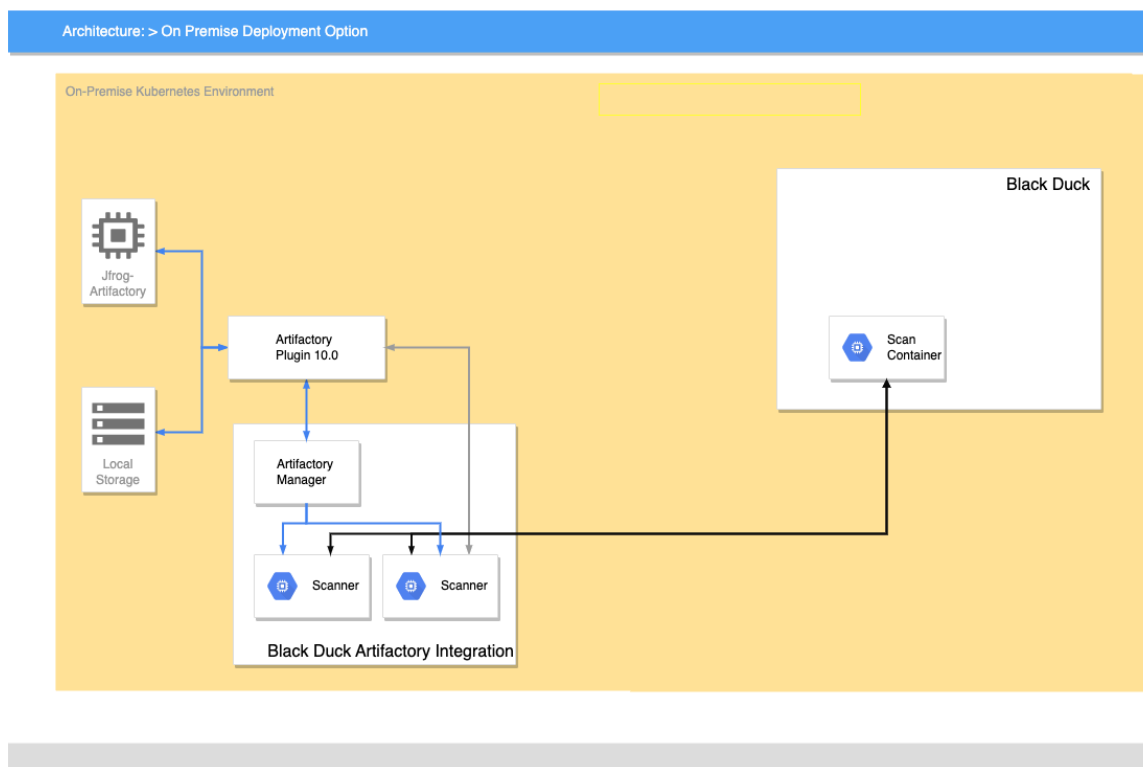 Architecture: > On Premise Deployment Option
On-Premise Kubernetes Environment
Black Duck
Jfrog-
Artifactory
Artifactory
Plugin 10.0
Scan
Container
Local
Storage
Artifactory
Manager
Scanner
Scanner
Black Duck Artifactory Integration